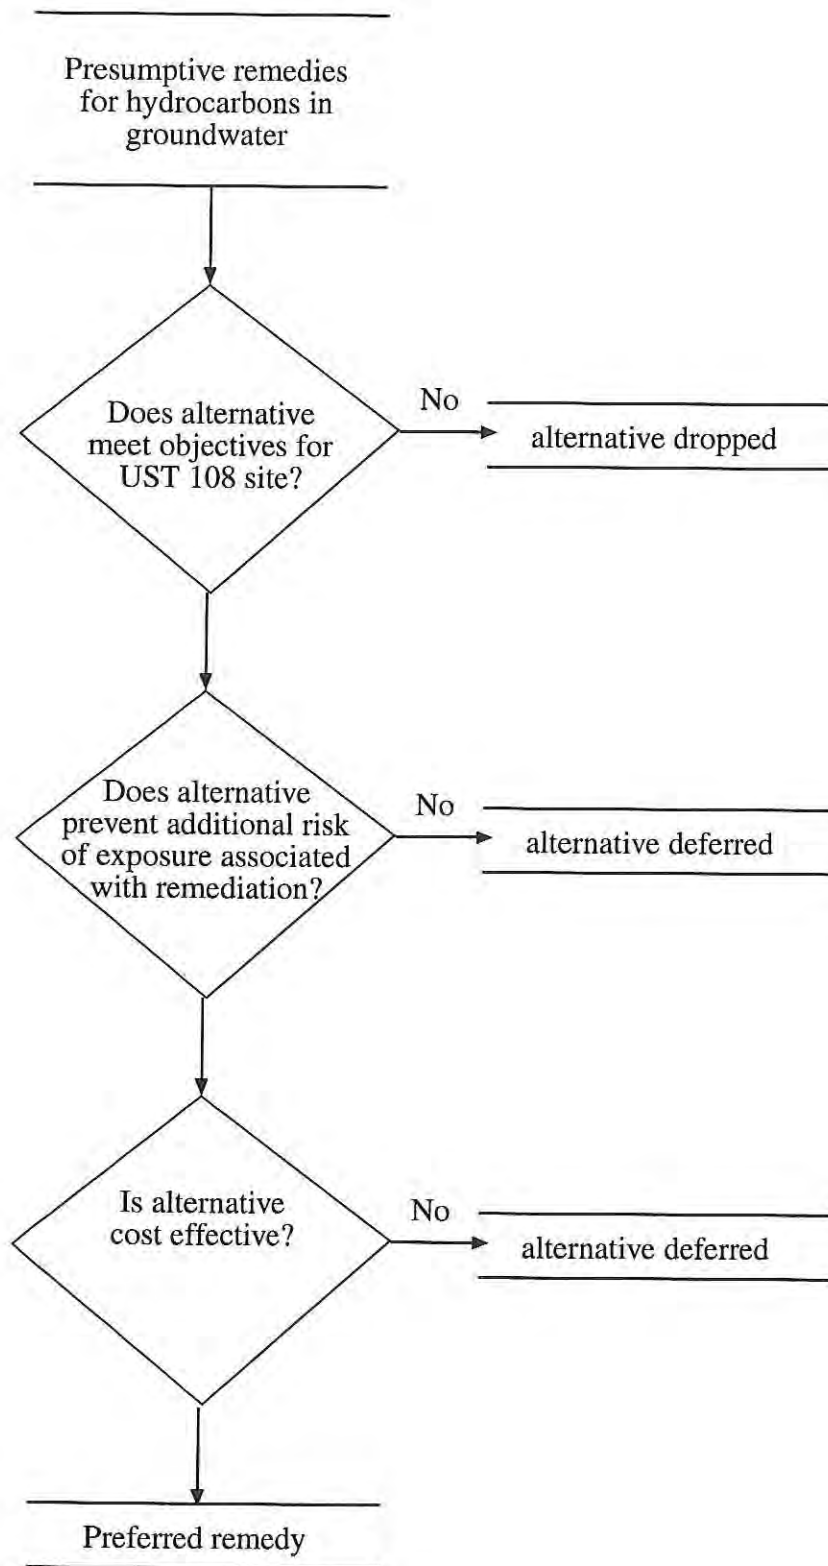 Presumptive remedies
for hydrocarbons in
groundwater
Does alternative
meet objectives for
UST 108 site?
No
alternative dropped
Does alternative
prevent additional risk
of exposure associated
with remediation?
No
alternative deferred
Is alternative
cost effective?
No
alternative deferred
Preferred remedy